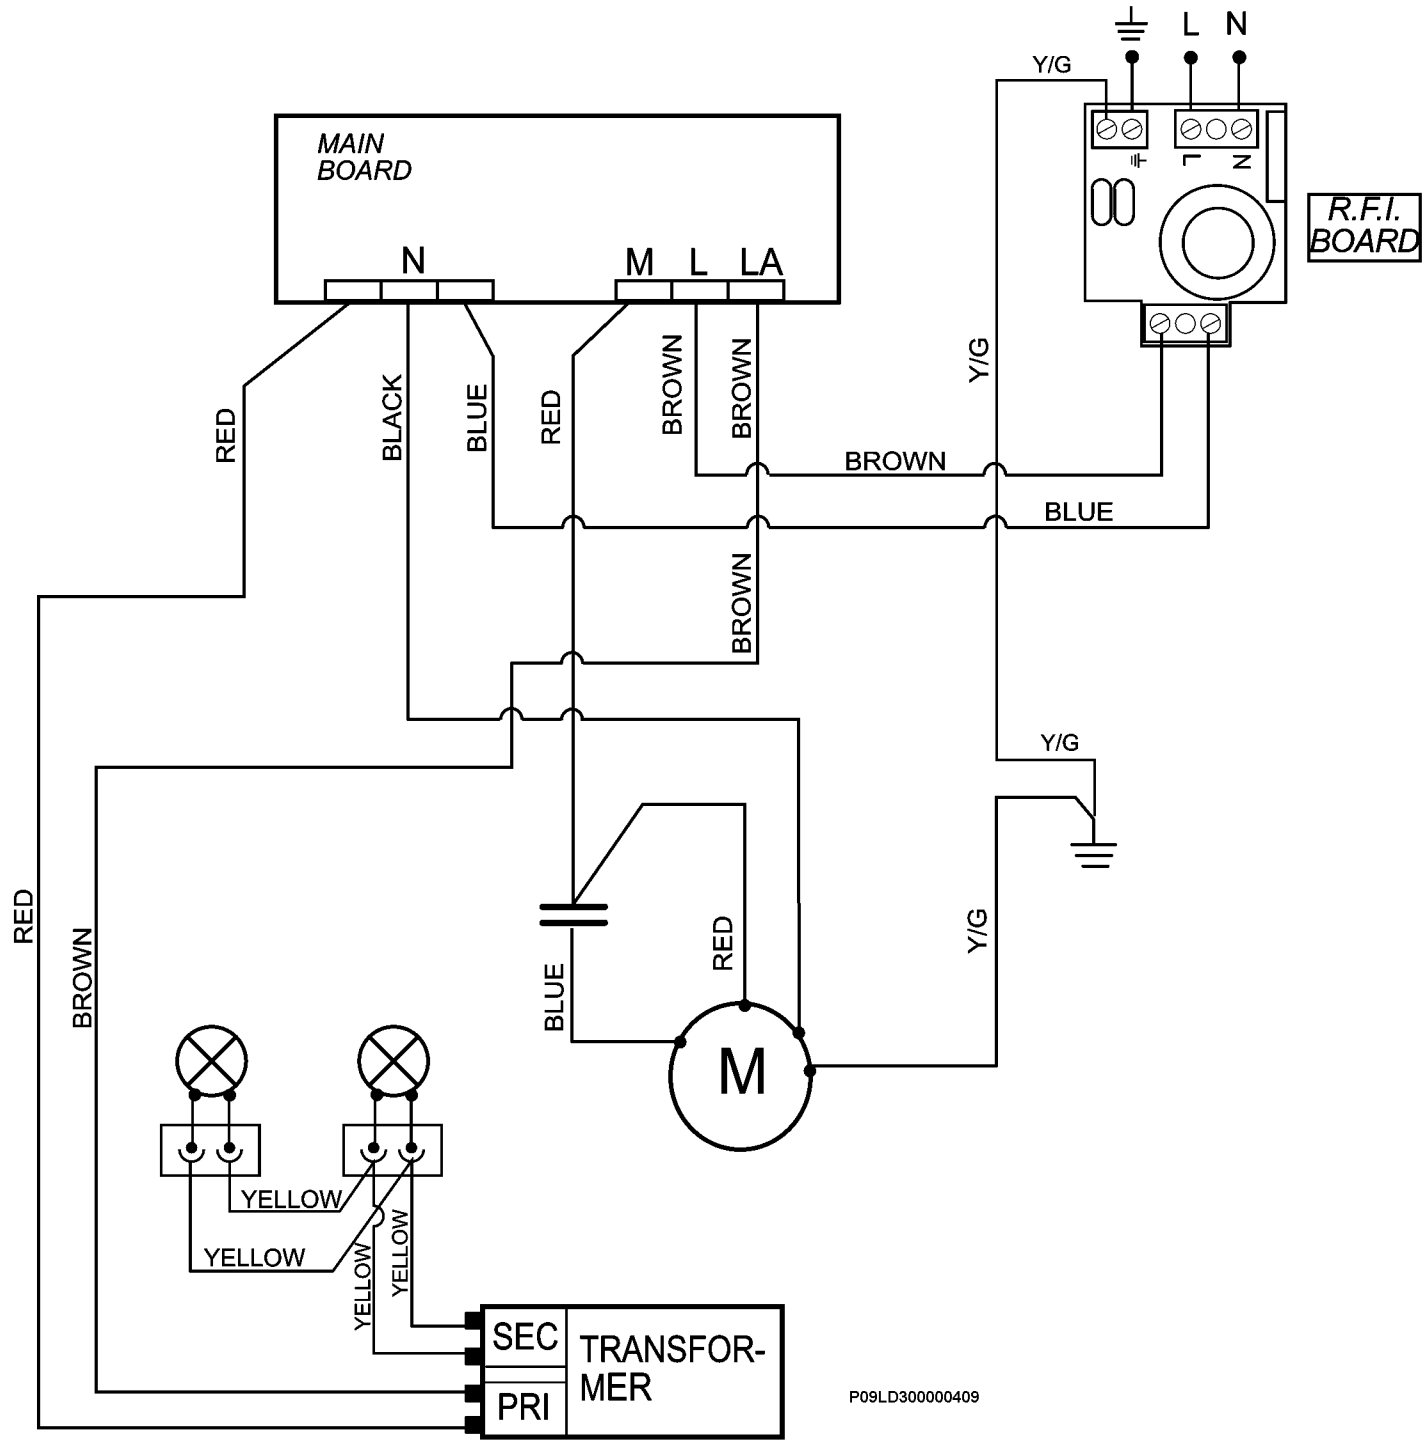 L N
Y/G
MAIN
BOARD
L N
R.F.I.
BOARD
N
M L LA
RED
BLACK
BLUE
RED
BROWN
BROWN
Y/G
BROWN
BLUE
BROWN
Y/G
RED
BROWN
BLUE
RED
Y/G
M
YELLOW
YELLOW
YELLOW
YELLOW
SEC
PRI
TRANSFOR-
MER
P09LD300000409